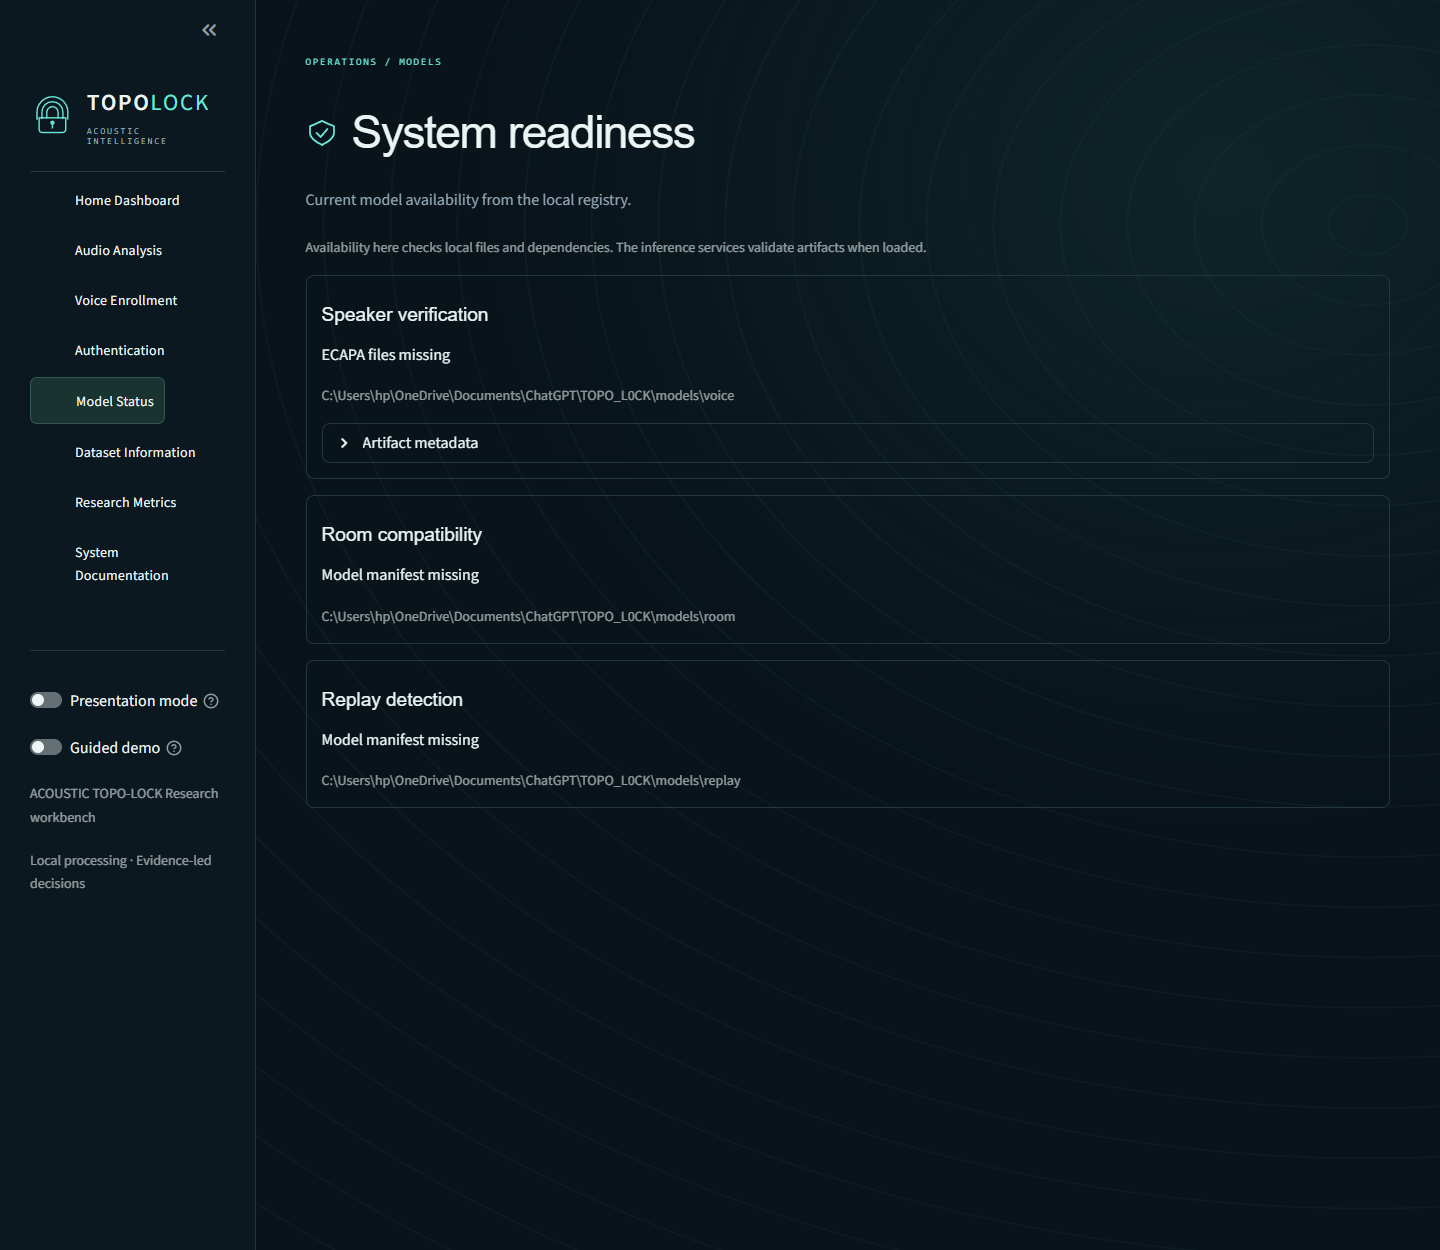 TOPOLOCK
ACOUSTIC
INTELLIGENCE
Home Dashboard
Audio Analysis
Voice Enrollment
Authentication
Model Status
Dataset Information
Research Metrics
System
Documentation
Presentation mode
Guided demo
ACOUSTIC TOPO-LOCK Research
workbench
Local processing · Evidence-led
decisions
OPERATIONS / MODELS
System readiness
Current model availability from the local registry.
Availability here checks local files and dependencies. The inference services validate artifacts when loaded.
Speaker verification
ECAPA files missing
C:\Users\hp\OneDrive\Documents\ChatGPT\TOPO_L0CK\models\voice
Artifact metadata
Room compatibility
Model manifest missing
C:\Users\hp\OneDrive\Documents\ChatGPT\TOPO_L0CK\models\room
Replay detection
Model manifest missing
C:\Users\hp\OneDrive\Documents\ChatGPT\TOPO_L0CK\models\replay